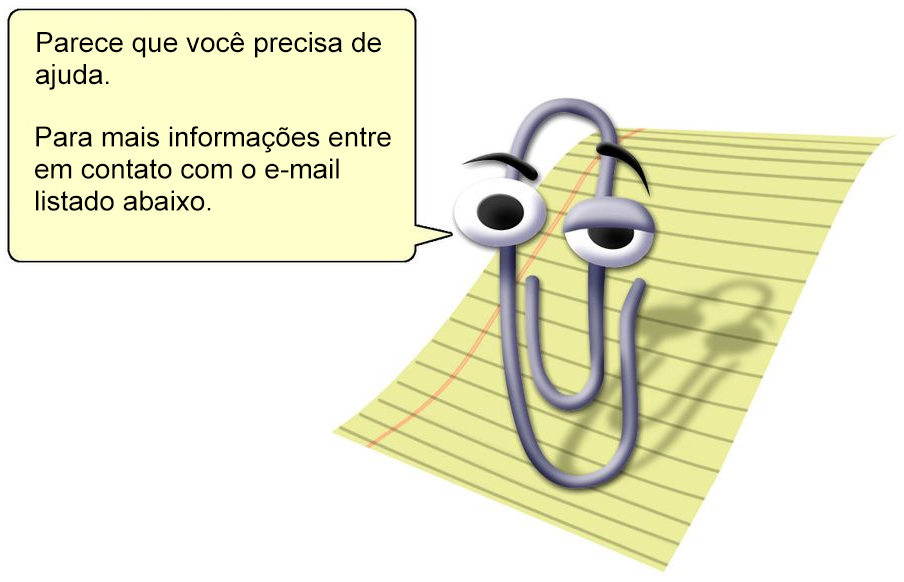 Parece que você precisa de
ajuda.
Para mais informações entre
em contato com o e-mail
listado abaixo.